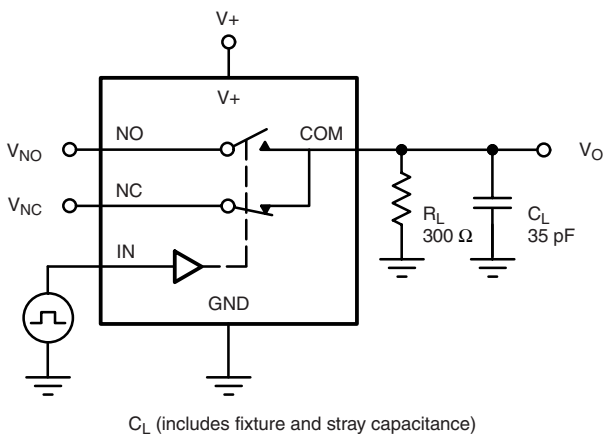 V+
V+
NO
COM
V_NO
V_O
NC
V_NC
R_L
300 Ω
C_L
35 pF
IN
GND
C_L (includes fixture and stray capacitance)